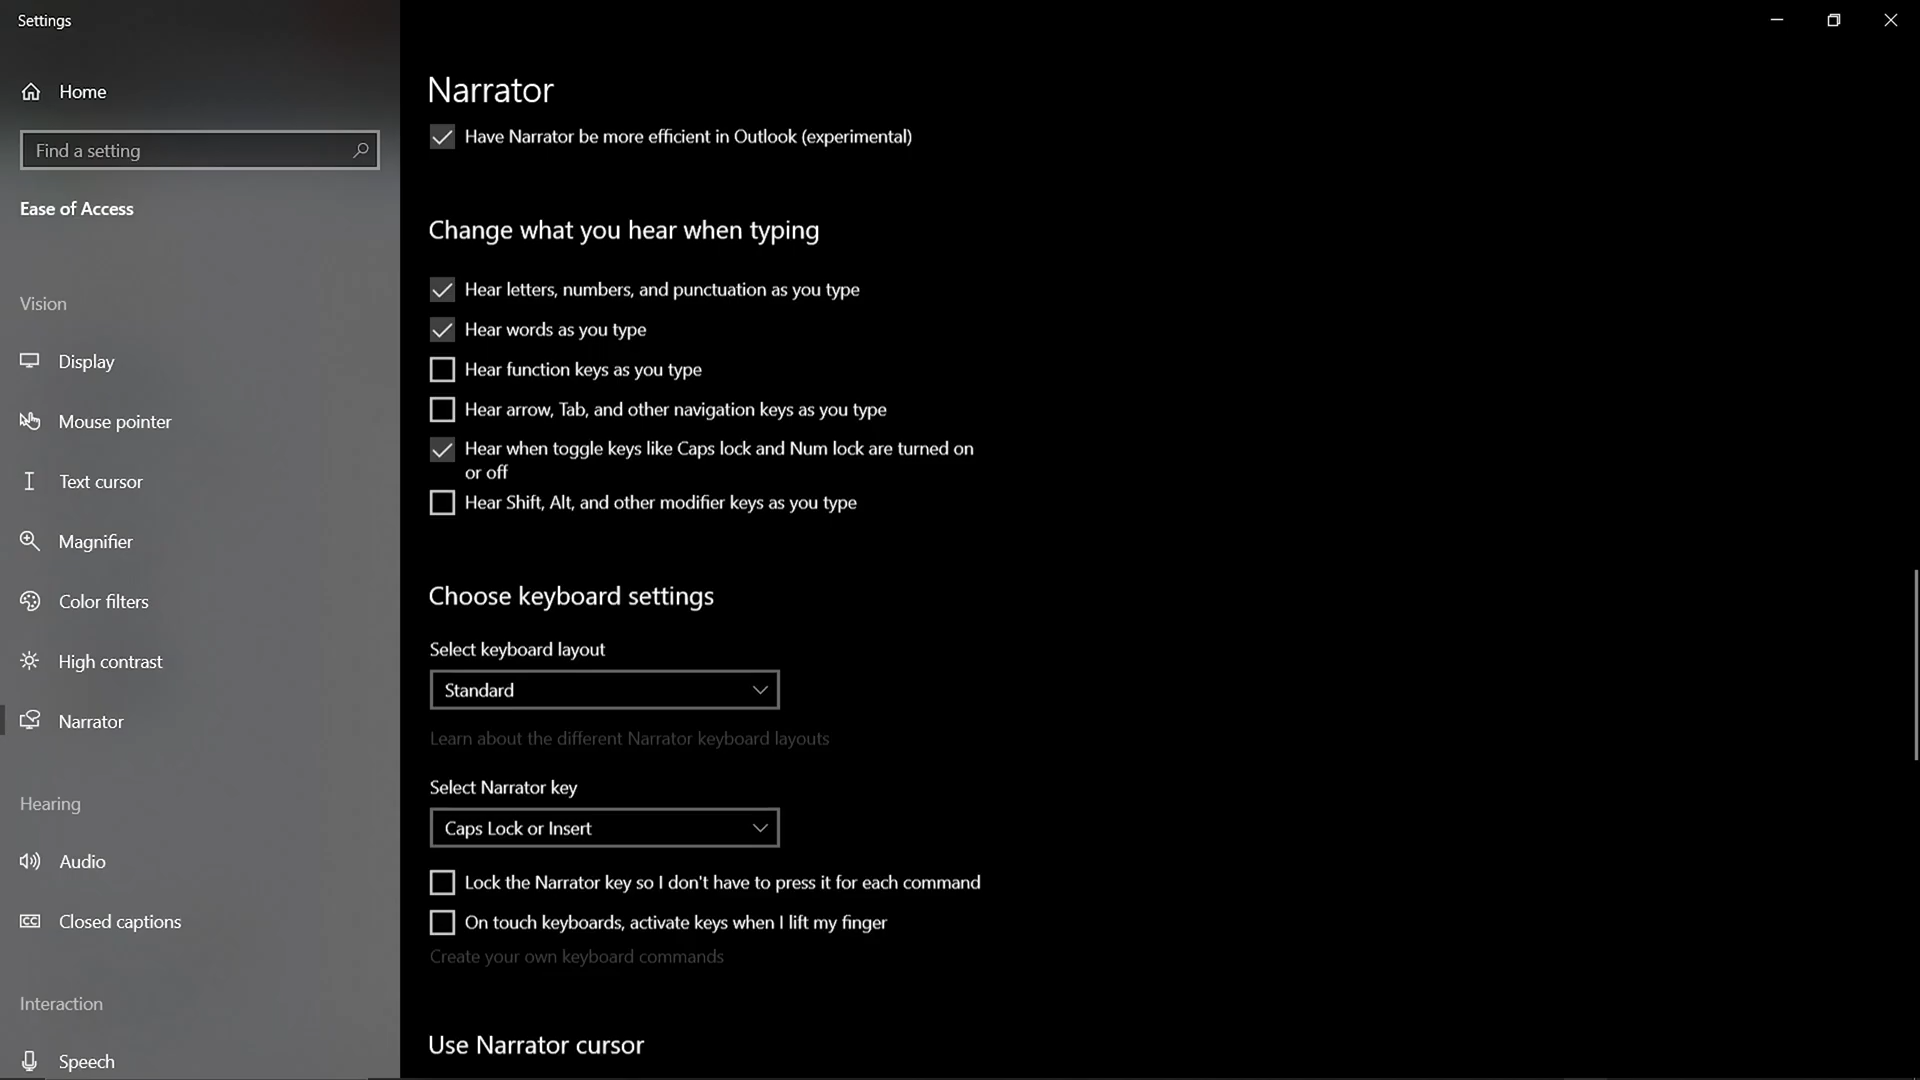 Settings
Home
Find a setting
Ease of Access
Vision
Display
Mouse pointer
Text cursor
Magnifier
Color filters
High contrast
Narrator
Hearing
Audio
Closed captions
Interaction
Speech
Narrator
Have Narrator be more efficient in Outlook (experimental)
Change what you hear when typing
Hear letters, numbers, and punctuation as you type
Hear words as you type
Hear function keys as you type
Hear arrow, Tab, and other navigation keys as you type
Hear when toggle keys like Caps lock and Num lock are turned on
or off
Hear Shift, Alt, and other modifier keys as you type
Choose keyboard settings
Select keyboard layout
Standard
Learn about the different Narrator keyboard layouts
Select Narrator key
Caps Lock or Insert
Lock the Narrator key so I don't have to press it for each command
On touch keyboards, activate keys when I lift my finger
Create your own keyboard commands
Use Narrator cursor